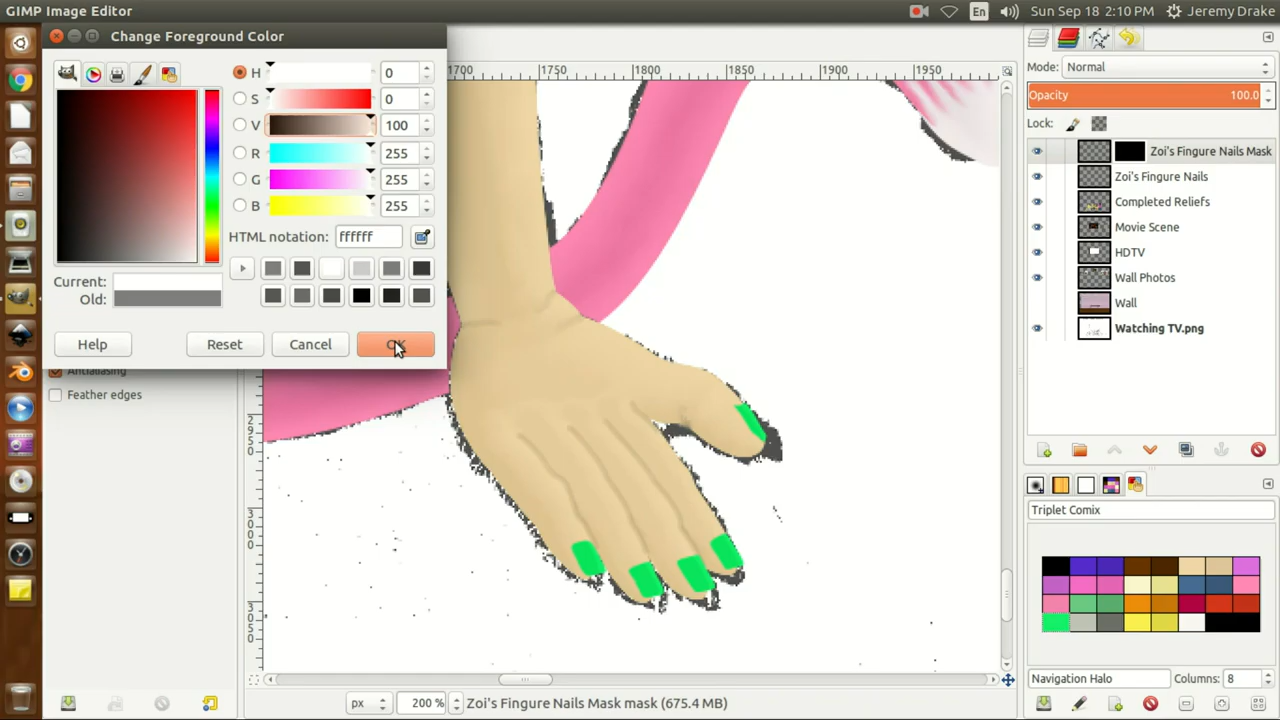 GIMP Image Editor
En
Sun Sep 18 2:10 PM
Jeremy Drake
Change Foreground Color
H 0
S 0
V 100
R 255
G 255
B 255
HTML notation: ffffff
Current:
Old:
Help
Reset
Cancel
OK
Antialiasing
Feather edges
1700
1750
1800
1850
1900
1950
Mode: Normal
Opacity 100.0
Lock:
Zoi's Fingure Nails Mask
Zoi's Fingure Nails
Completed Reliefs
Movie Scene
HDTV
Wall Photos
Wall
Watching TV.png
Triplet Comix
Navigation Halo
Columns: 8
px
200 %
Zoi's Fingure Nails Mask mask (675.4 MB)